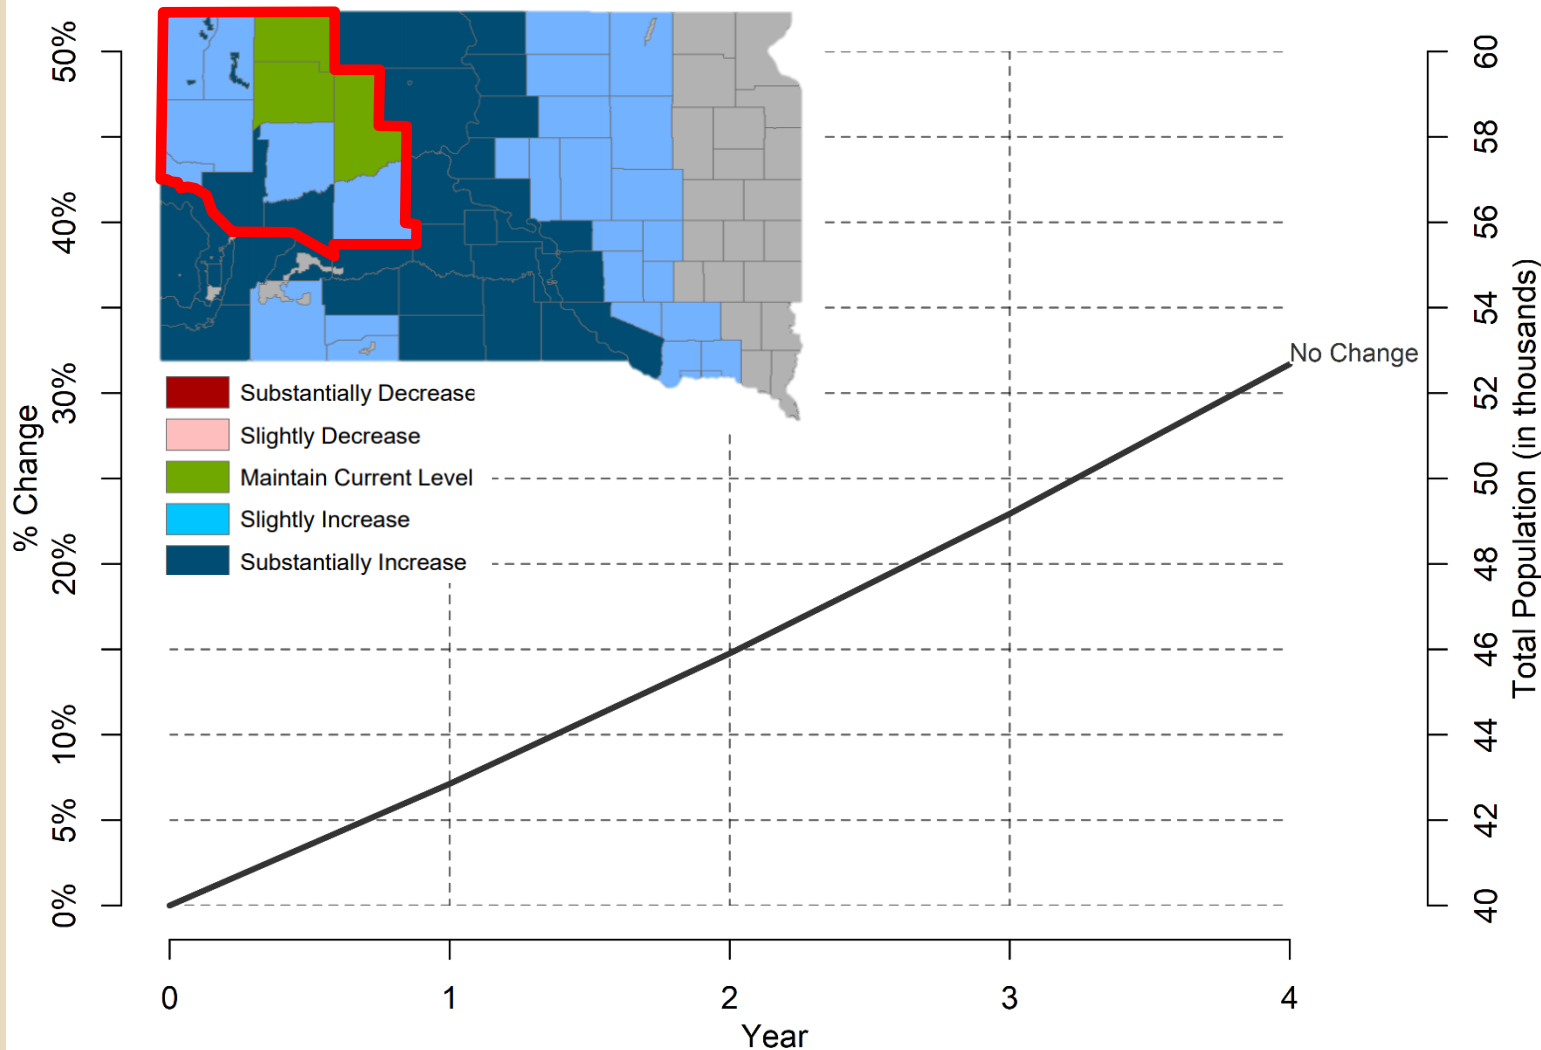 % Change
50%
40%
30%
20%
10%
5%
0%
Substantially Decrease
Slightly Decrease
Maintain Current Level
Slightly Increase
Substantially Increase
No Change
60
58
56
54
52
50
48
46
44
42
40
Total Population (in thousands)
0 1 2 3 4
Year